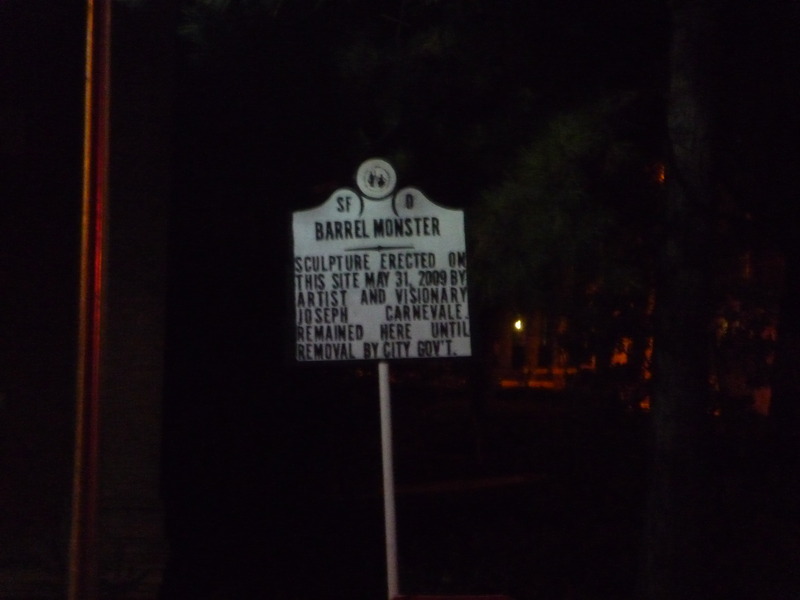 SF D
BARREL MONSTER
SCULPTURE ERECTED ON
THIS SITE MAY 31, 2009 BY
ARTIST AND VISIONARY
JOSEPH CARNEVALE.
REMAINED HERE UNTIL
REMOVAL BY CITY GOV'T.